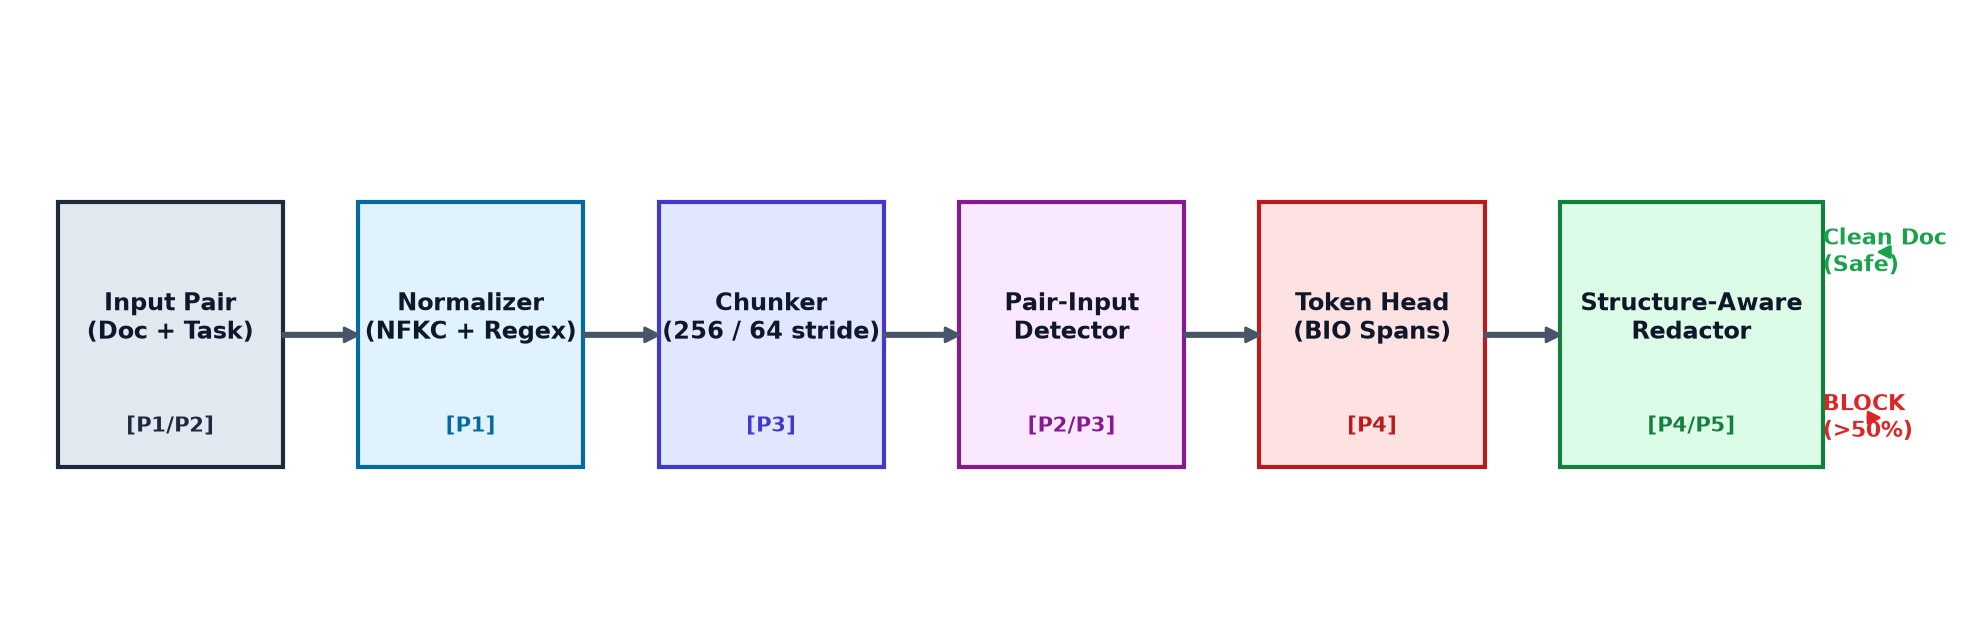 Input Pair
(Doc + Task)
[P1/P2]
Normalizer
(NFKC + Regex)
[P1]
Chunker
(256 / 64 stride)
[P3]
Pair-Input
Detector
[P2/P3]
Token Head
(BIO Spans)
[P4]
Structure-Aware
Redactor
[P4/P5]
Clean Doc
(Safe)
BLOCK
(>50%)